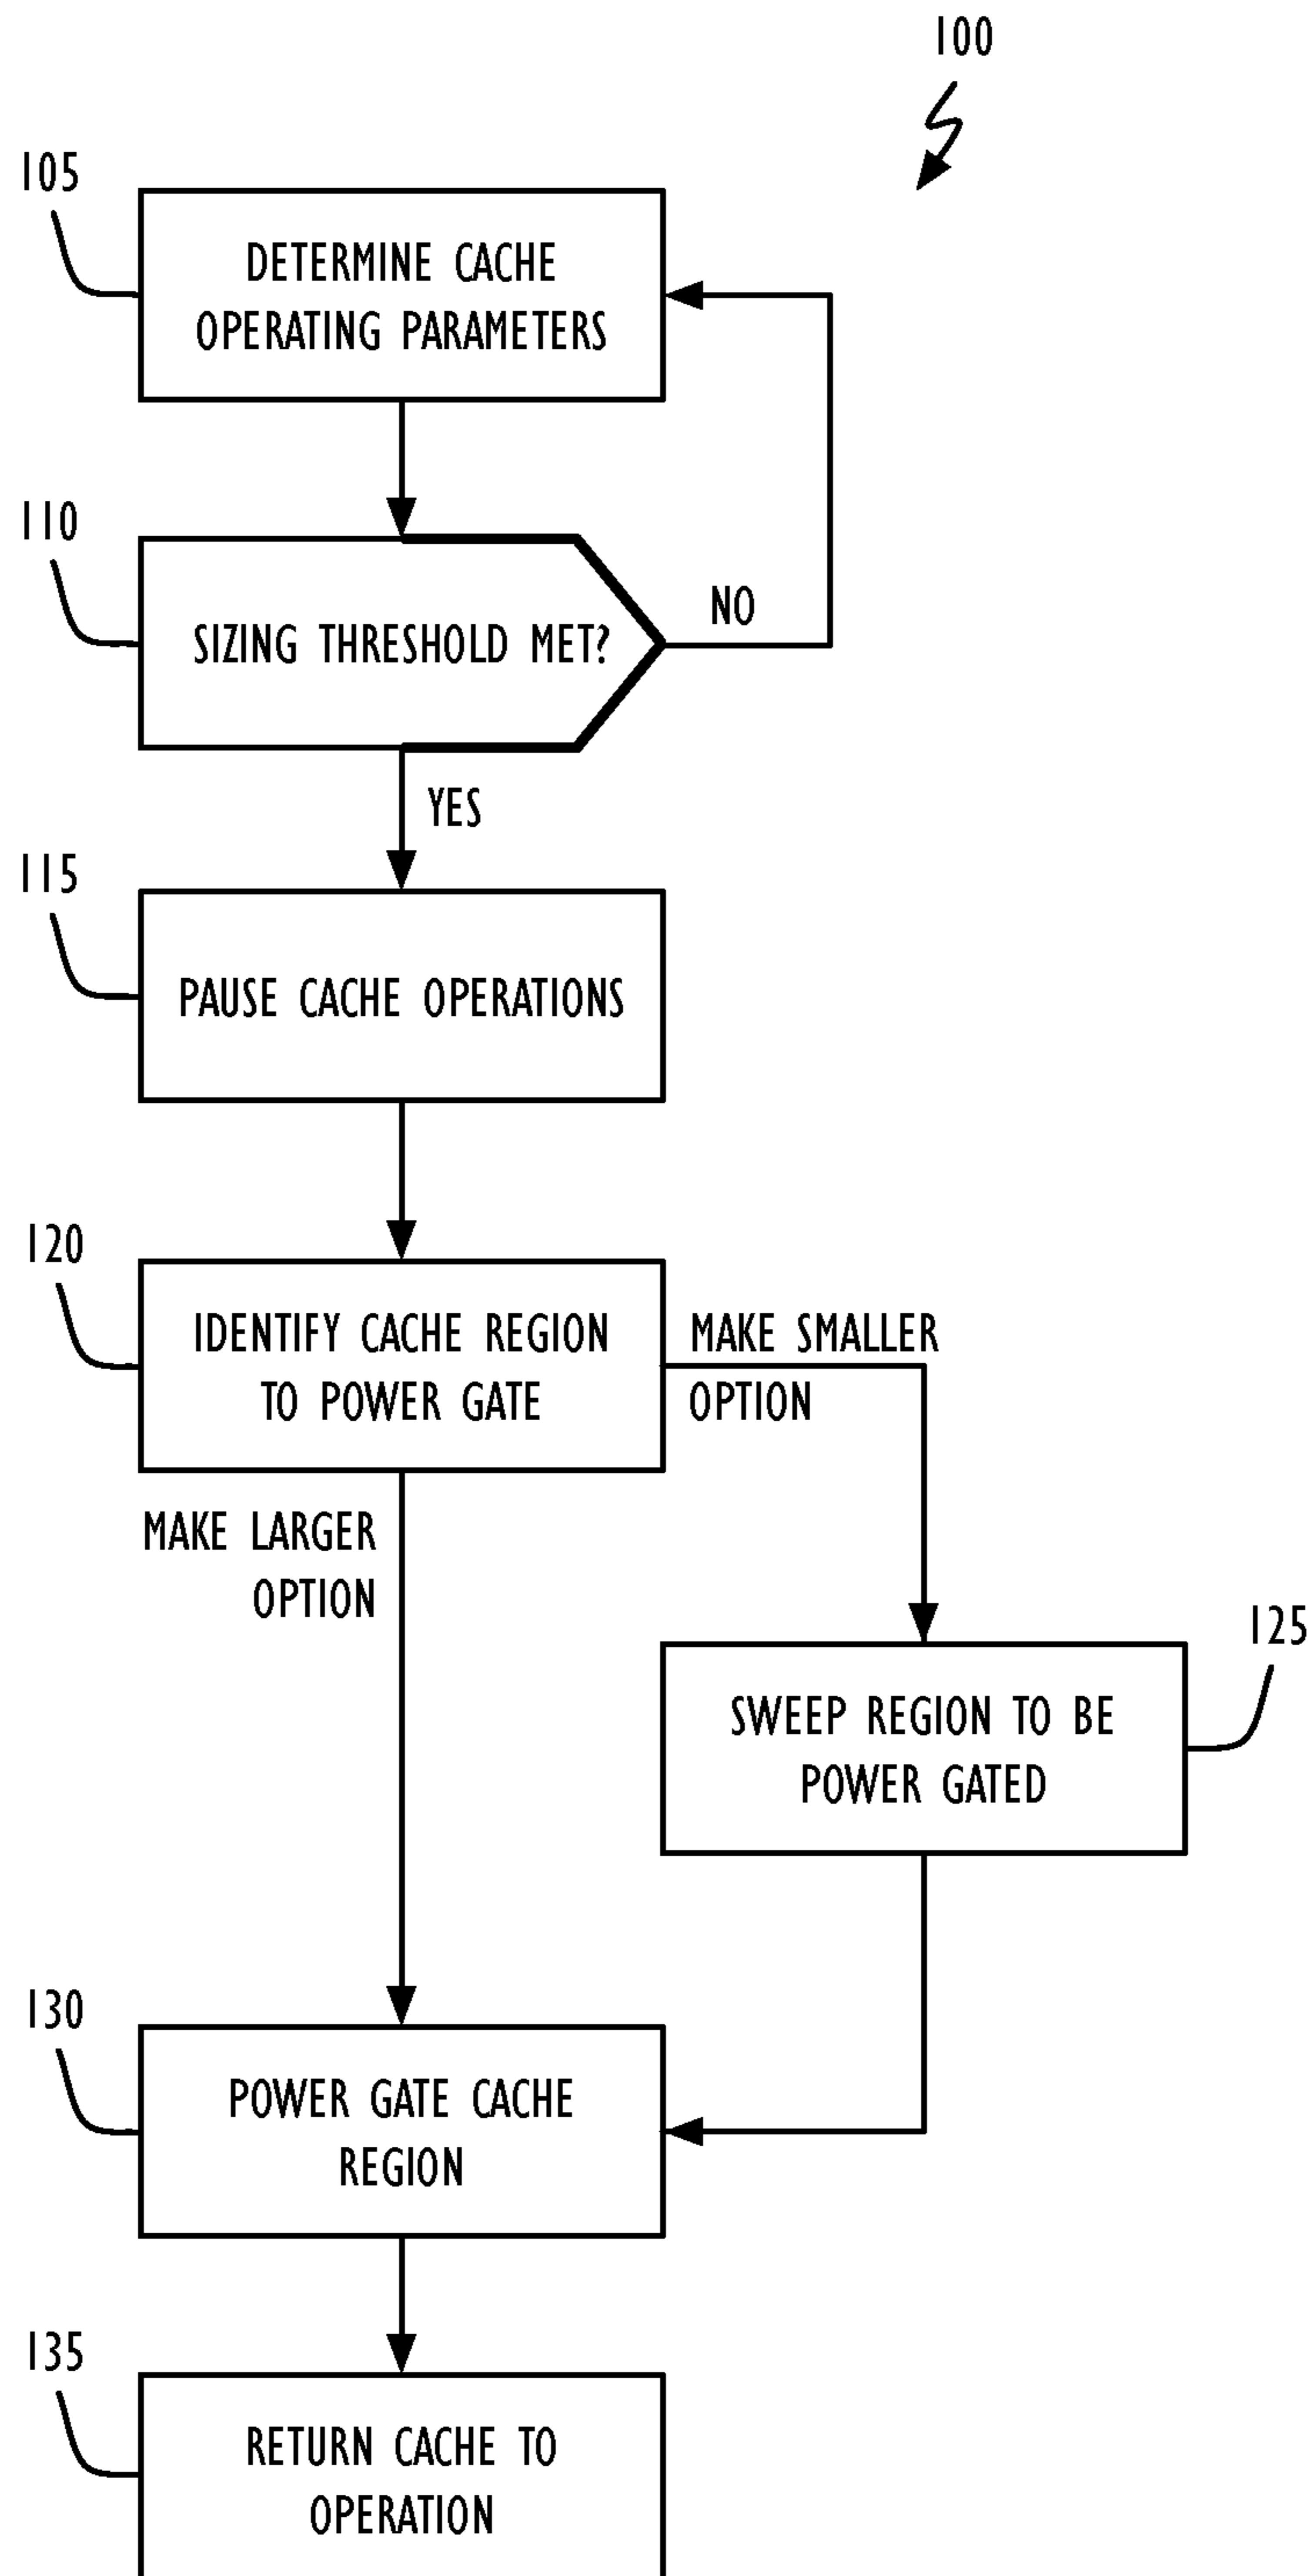 100
105
DETERMINE CACHE
OPERATING PARAMETERS
110
SIZING THRESHOLD MET?
NO
YES
115
PAUSE CACHE OPERATIONS
120
IDENTIFY CACHE REGION
TO POWER GATE
MAKE SMALLER
OPTION
MAKE LARGER
OPTION
125
SWEEP REGION TO BE
POWER GATED
130
POWER GATE CACHE
REGION
135
RETURN CACHE TO
OPERATION